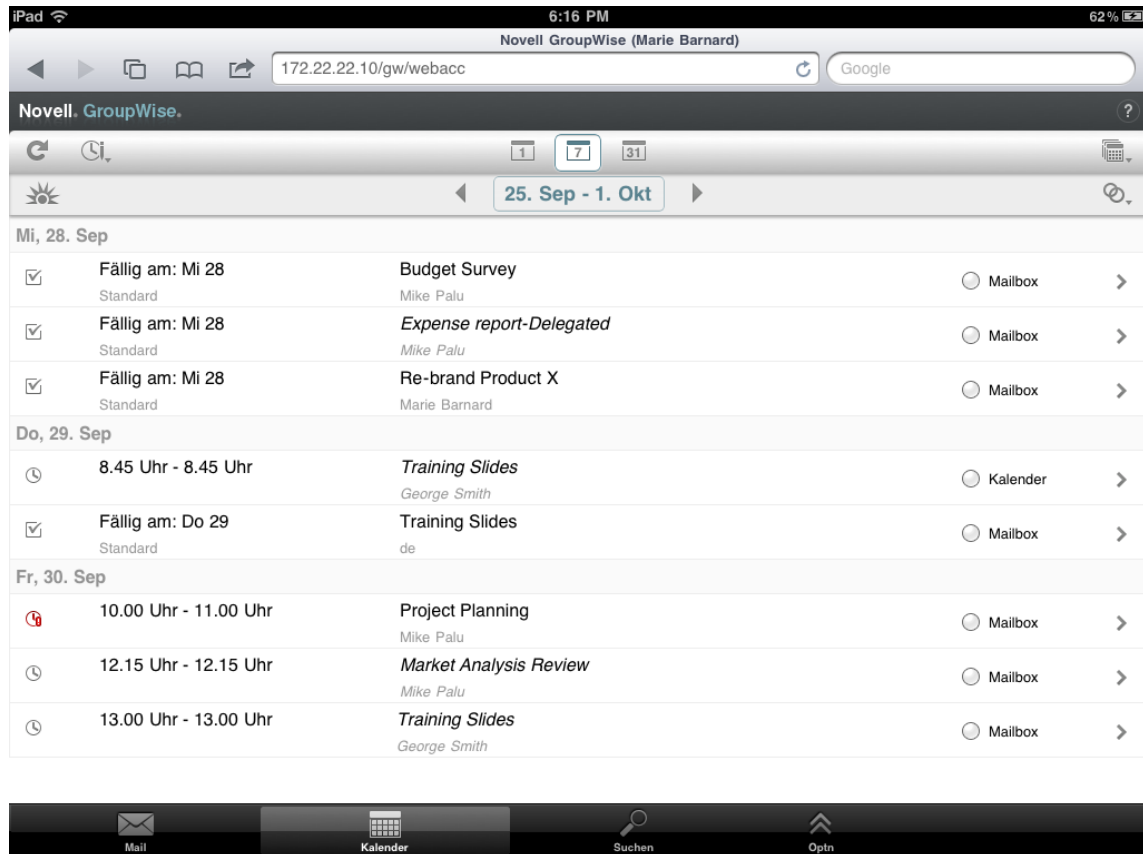 iPad 6:16 PM 62%
Novell GroupWise (Marie Barnard)
172.22.22.10/gw/webacc Google
Novell. GroupWise. ?
1 7 31
25. Sep - 1. Okt
Mi, 28. Sep
Fällig am: Mi 28 Budget Survey
Standard Mike Palu
Mailbox
Fällig am: Mi 28 Expense report-Delegated
Standard Mike Palu
Mailbox
Fällig am: Mi 28 Re-brand Product X
Standard Marie Barnard
Mailbox
Do, 29. Sep
8.45 Uhr - 8.45 Uhr Training Slides
George Smith
Kalender
Fällig am: Do 29 Training Slides
Standard de
Mailbox
Fr, 30. Sep
10.00 Uhr - 11.00 Uhr Project Planning
Mike Palu
Mailbox
12.15 Uhr - 12.15 Uhr Market Analysis Review
Mike Palu
Mailbox
13.00 Uhr - 13.00 Uhr Training Slides
George Smith
Mailbox
Mail Kalender Suchen Optn